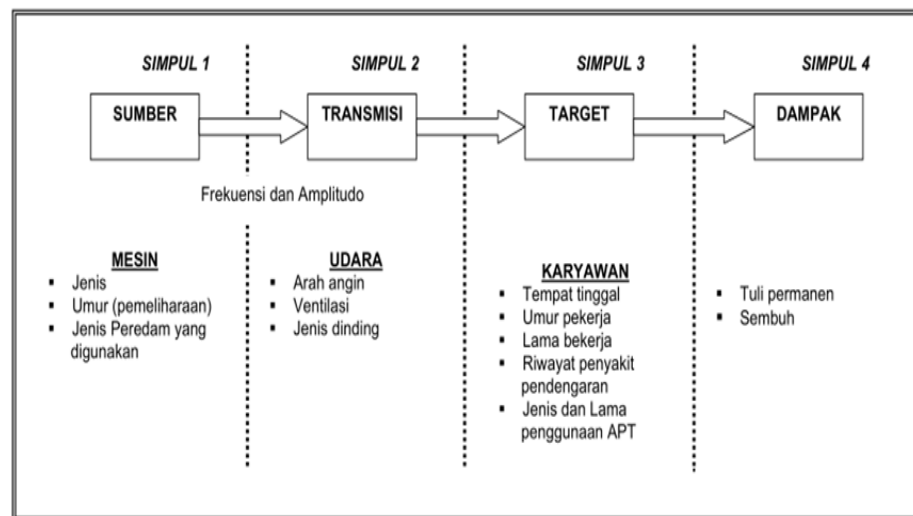 SIMPUL 1
SIMPUL 2
SIMPUL 3
SIMPUL 4
SUMBER
TRANSMISI
TARGET
DAMPAK
Frekuensi dan Amplitudo
MESIN
▪ Jenis
▪ Umur (pemeliharaan)
▪ Jenis Peredam yang
digunakan
UDARA
▪ Arah angin
▪ Ventilasi
▪ Jenis dinding
KARYAWAN
▪ Tempat tinggal
▪ Umur pekerja
▪ Lama bekerja
▪ Riwayat penyakit
pendengaran
▪ Jenis dan Lama
penggunaan APT
▪ Tuli permanen
▪ Sembuh